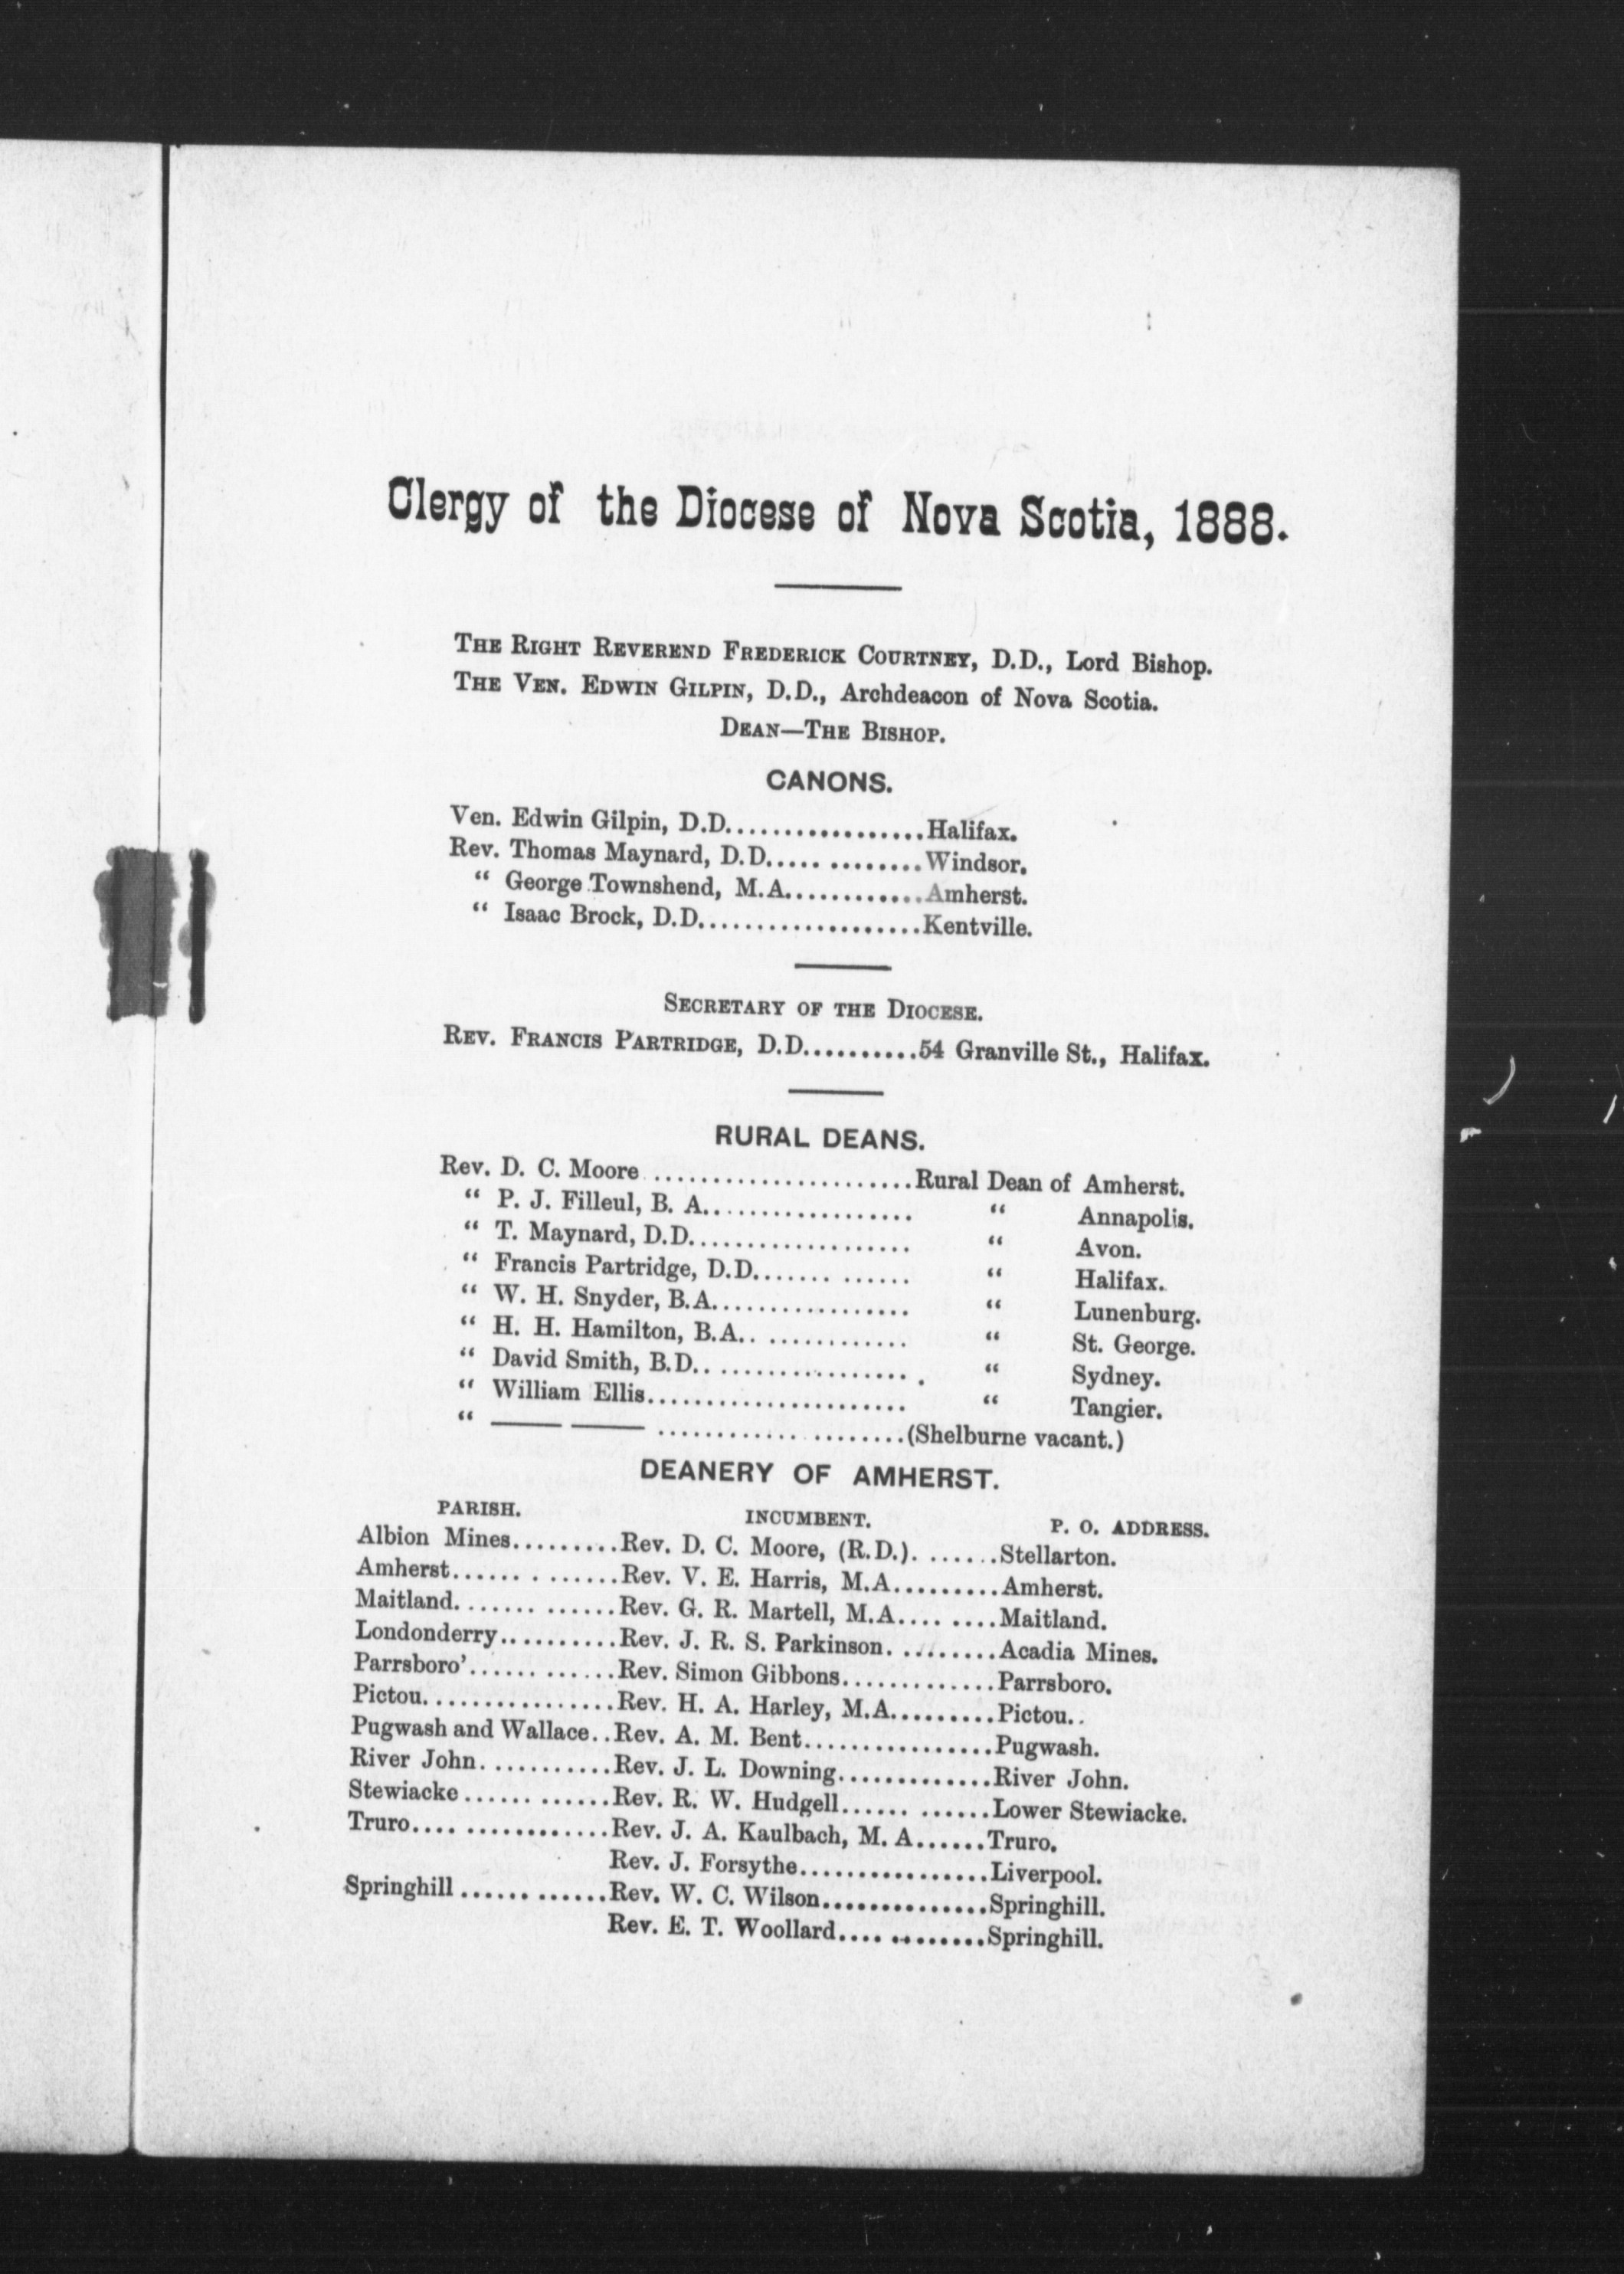 Clergy of the Diocese of Nova Scotia, 1888.
THE RIGHT REVEREND FREDERICK COURTNEY, D.D., Lord Bishop.
THE VEN. EDWIN GILPIN, D.D., Archdeacon of Nova Scotia.
DEAN—THE BISHOP.
CANONS.
Ven. Edwin Gilpin, D.D.................Halifax.
Rev. Thomas Maynard, D.D..... ........Windsor.
“ George Townshend, M.A............Amherst.
“ Isaac Brock, D.D...................Kentville.
SECRETARY OF THE DIOCESE.
REV. FRANCIS PARTRIDGE, D.D..........54 Granville St., Halifax.
RURAL DEANS.
Rev. D. C. Moore ......................Rural Dean of Amherst.
“ P. J. Filleul, B. A.................. “ Annapolis.
“ T. Maynard, D.D................... “ Avon.
“ Francis Partridge, D.D....... ...... “ Halifax.
“ W. H. Snyder, B.A................. “ Lunenburg.
“ H. H. Hamilton, B.A.. ............ “ St. George.
“ David Smith, B.D.. ................. “ Sydney.
“ William Ellis...................... “ Tangier.
“ —— —— ............ ........(Shelburne vacant.)
DEANERY OF AMHERST.
PARISH. INCUMBENT. P. O. ADDRESS.
Albion Mines.........Rev. D. C. Moore, (R.D.). ......Stellarton.
Amherst...... . ......Rev. V. E. Harris, M.A.........Amherst.
Maitland. ...... ......Rev. G. R. Martell, M.A.... ....Maitland.
Londonderry..........Rev. J. R. S. Parkinson. ........Acadia Mines.
Parrsboro’...... ......Rev. Simon Gibbons.............Parrsboro.
Pictou................Rev. H. A. Harley, M.A.........Pictou..
Pugwash and Wallace..Rev. A. M. Bent................Pugwash.
River John. ..........Rev. J. L. Downing.............River John.
Stewiacke ...... ......Rev. R. W. Hudgell...... ......Lower Stewiacke.
Truro.... ............Rev. J. A. Kaulbach, M. A......Truro.
Rev. J. Forsythe................Liverpool.
Springhill ...... ......Rev. W. C. Wilson..............Springhill.
Rev. E. T. Woollard.... ........Springhill.